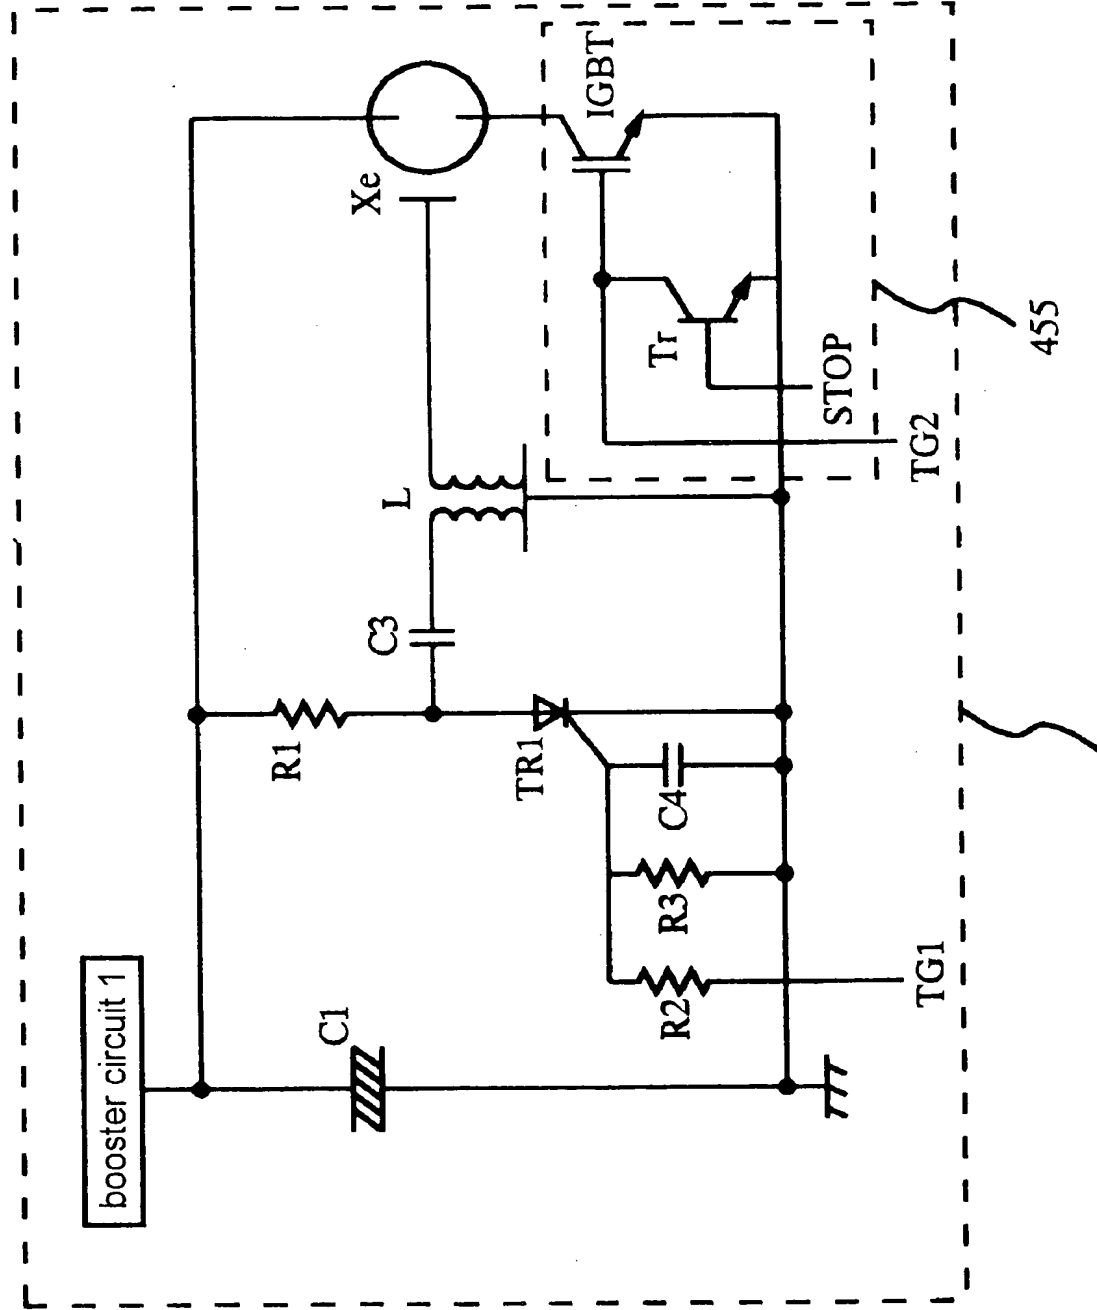 booster circuit 1
C1
R1
C3
L
Xe
IGBT
TR1
Tr
R2
R3
C4
STOP
TG1
TG2
455